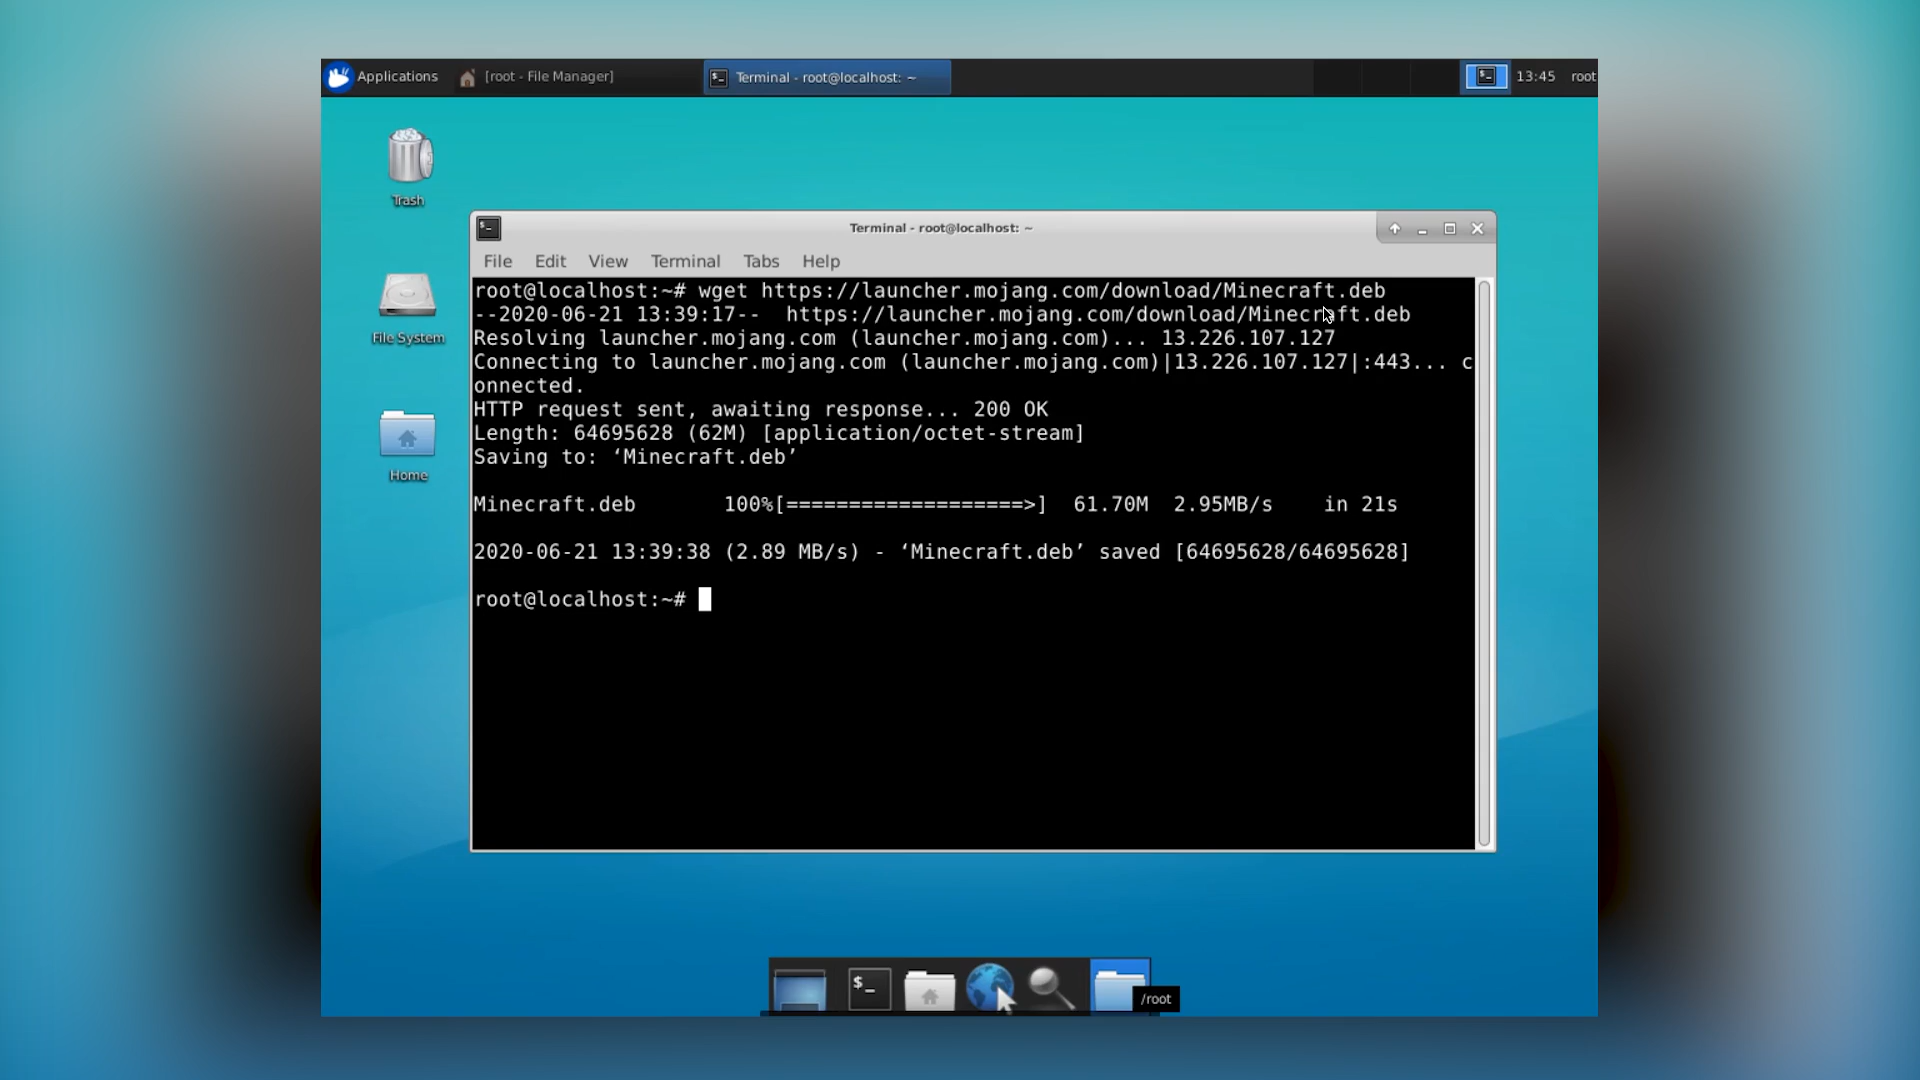 Applications [root - File Manager] Terminal - root@localhost: ~ 13:45 root
Trash
File System
Home
Terminal - root@localhost: ~
File Edit View Terminal Tabs Help
root@localhost:~# wget https://launcher.mojang.com/download/Minecraft.deb
--2020-06-21 13:39:17--  https://launcher.mojang.com/download/Minecraft.deb
Resolving launcher.mojang.com (launcher.mojang.com)... 13.226.107.127
Connecting to launcher.mojang.com (launcher.mojang.com)|13.226.107.127|:443... c
onnected.
HTTP request sent, awaiting response... 200 OK
Length: 64695628 (62M) [application/octet-stream]
Saving to: ‘Minecraft.deb’
Minecraft.deb       100%[===================>]  61.70M  2.95MB/s    in 21s
2020-06-21 13:39:38 (2.89 MB/s) - ‘Minecraft.deb’ saved [64695628/64695628]
root@localhost:~#
/root